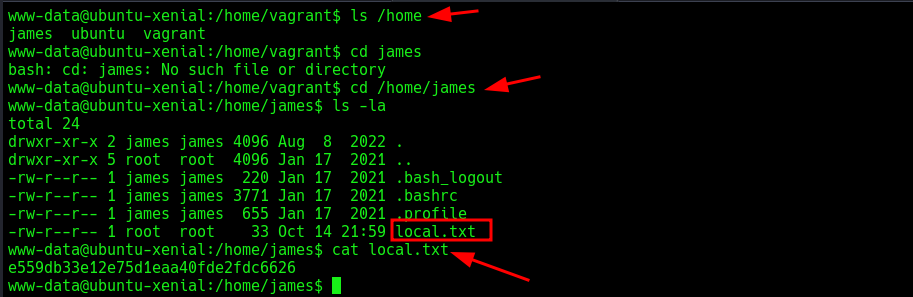 www-data@ubuntu-xenial:/home/vagrant$ ls /home
james  ubuntu  vagrant
www-data@ubuntu-xenial:/home/vagrant$ cd james
bash: cd: james: No such file or directory
www-data@ubuntu-xenial:/home/vagrant$ cd /home/james
www-data@ubuntu-xenial:/home/james$ ls -la
total 24
drwxr-xr-x 2 james james 4096 Aug  8  2022 .
drwxr-xr-x 5 root  root  4096 Jan 17  2021 ..
-rw-r--r-- 1 james james  220 Jan 17  2021 .bash_logout
-rw-r--r-- 1 james james 3771 Jan 17  2021 .bashrc
-rw-r--r-- 1 james james  655 Jan 17  2021 .profile
-rw-r--r-- 1 root  root    33 Oct 14 21:59 local.txt
www-data@ubuntu-xenial:/home/james$ cat local.txt
e559db33e12e75d1eaa40fde2fdc6626
www-data@ubuntu-xenial:/home/james$